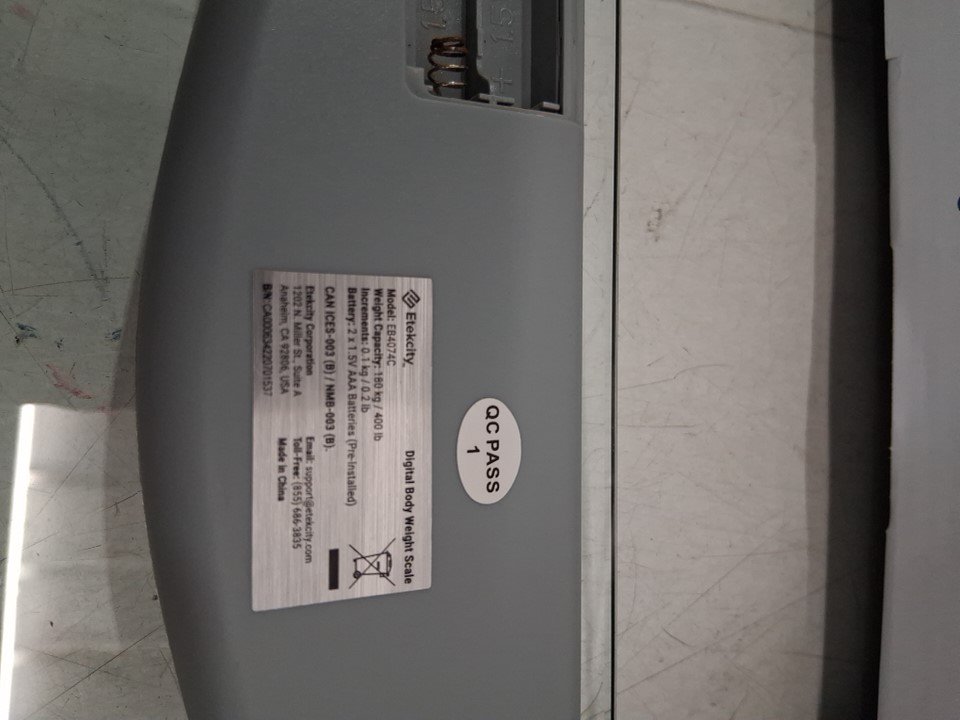 Etekcity
Digital Body Weight Scale
Model: EB4074C
Weight Capacity: 180 kg / 400 lb
Increments: 0.1 kg / 0.2 lb
Battery: 2 x 1.5V AAA Batteries (Pre-Installed)
CAN ICES-003 (B) / NMB-003 (B).
Etekcity Corporation
1202 N. Miller St., Suite A
Anaheim, CA 92806, USA
Email: support@etekcity.com
Toll-Free: (855) 686-3835
Made in China
QC PASS
1